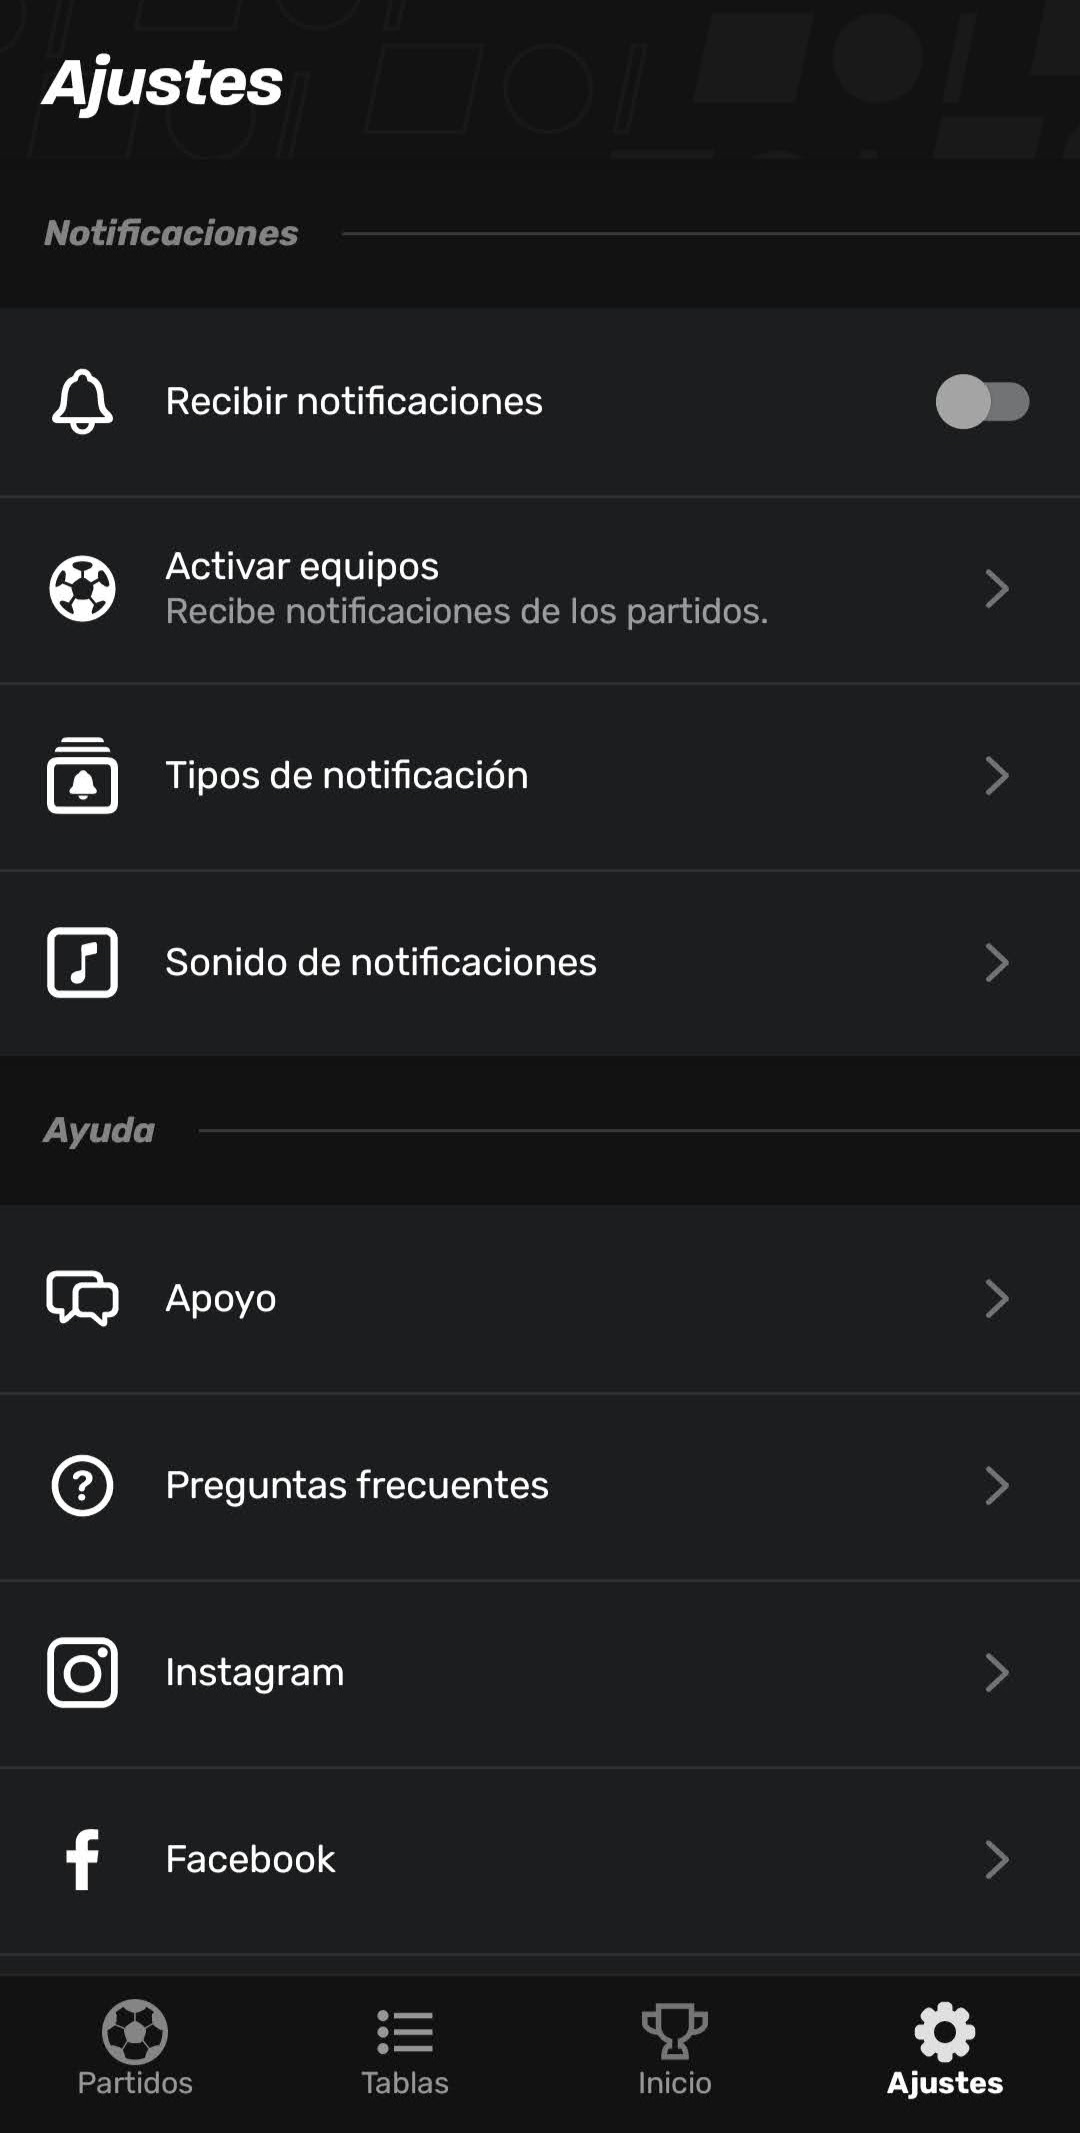 Ajustes
Notificaciones
Recibir notificaciones
Activar equipos
Recibe notificaciones de los partidos.
Tipos de notificación
Sonido de notificaciones
Ayuda
Apoyo
Preguntas frecuentes
Instagram
Facebook
Partidos
Tablas
Inicio
Ajustes